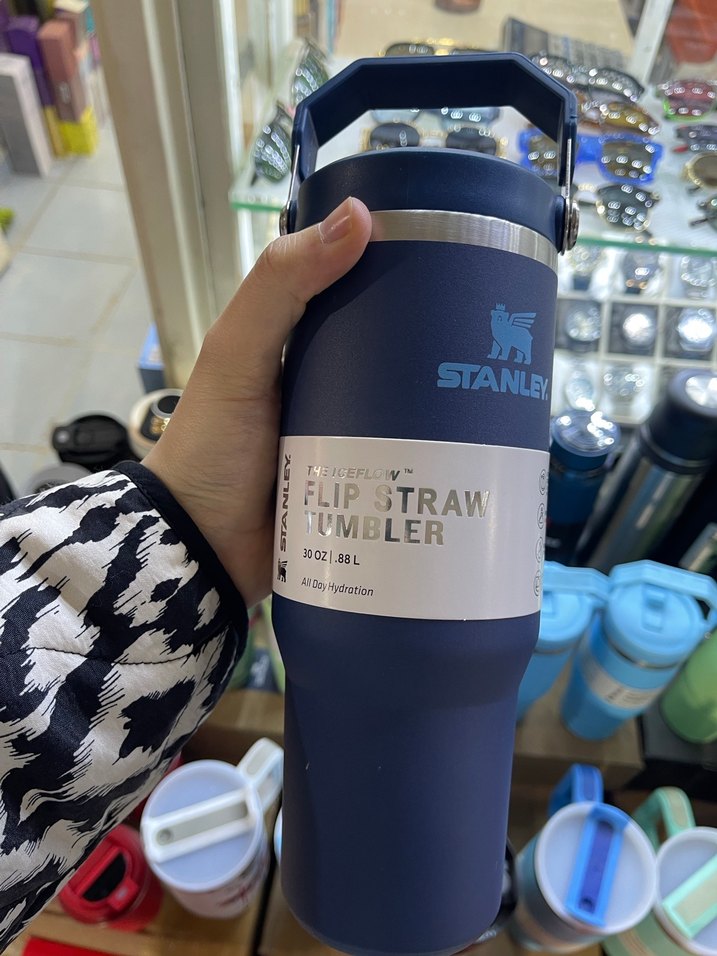 STANLEY.
STANLEY.
THE ICEFLOW™
FLIP STRAW
TUMBLER
30 OZ | .88 L
All Day Hydration